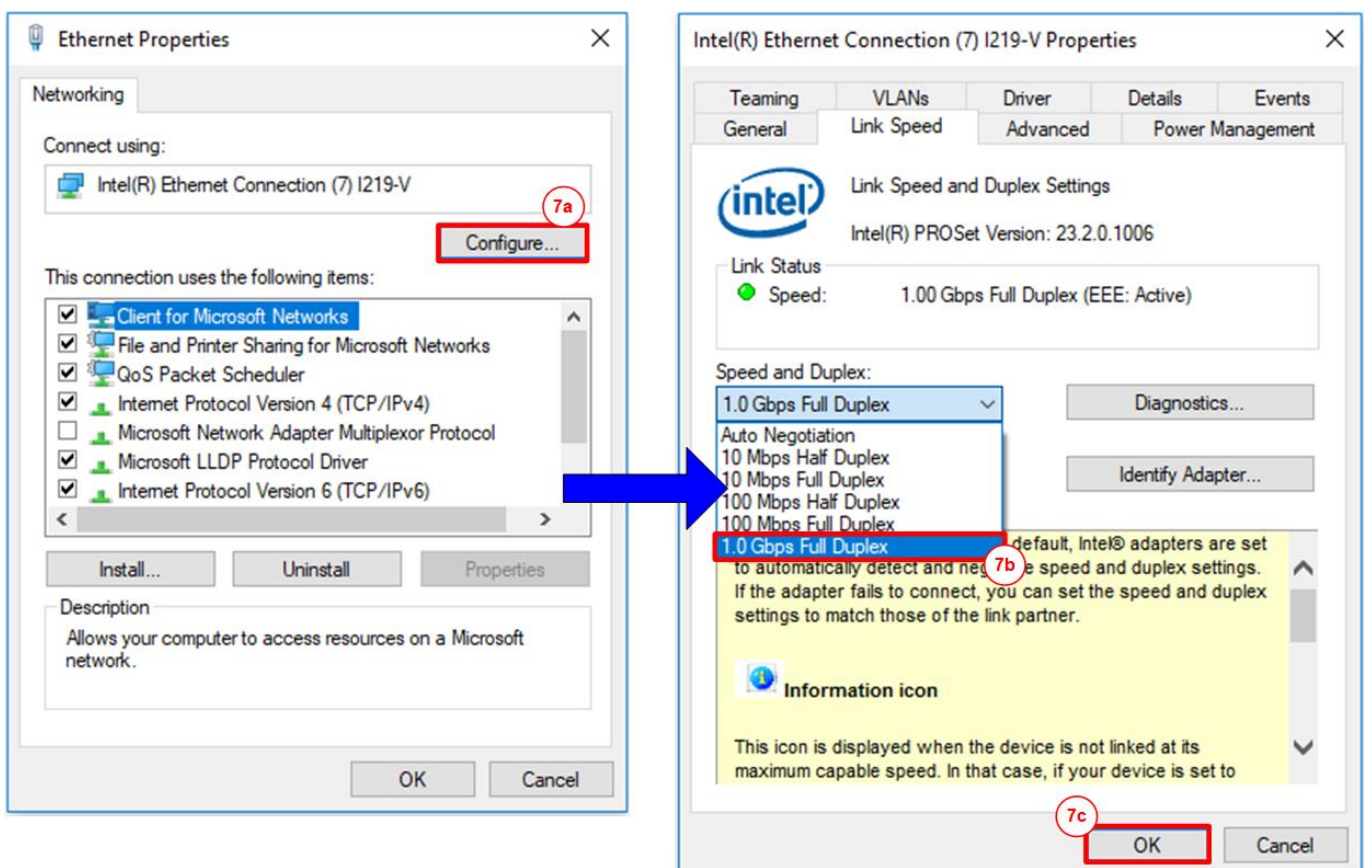 Ethernet Properties
Networking
Connect using:
Intel(R) Ethernet Connection (7) I219-V
7a
Configure...
This connection uses the following items:
Client for Microsoft Networks
File and Printer Sharing for Microsoft Networks
QoS Packet Scheduler
Internet Protocol Version 4 (TCP/IPv4)
Microsoft Network Adapter Multiplexor Protocol
Microsoft LLDP Protocol Driver
Internet Protocol Version 6 (TCP/IPv6)
Install... Uninstall Properties
Description
Allows your computer to access resources on a Microsoft
network.
OK Cancel
Intel(R) Ethernet Connection (7) I219-V Properties
Teaming VLANs Driver Details Events
General Link Speed Advanced Power Management
intel
Link Speed and Duplex Settings
Intel(R) PROSet Version: 23.2.0.1006
Link Status
Speed: 1.00 Gbps Full Duplex (EEE: Active)
Speed and Duplex:
1.0 Gbps Full Duplex
Diagnostics...
Auto Negotiation
10 Mbps Half Duplex
10 Mbps Full Duplex
Identify Adapter...
100 Mbps Half Duplex
100 Mbps Full Duplex
1.0 Gbps Full Duplex
7b
default, Intel® adapters are set
to automatically detect and speed and duplex settings.
If the adapter fails to connect, you can set the speed and duplex
settings to match those of the link partner.
Information icon
This icon is displayed when the device is not linked at its
maximum capable speed. In that case, if your device is set to
7c
OK Cancel